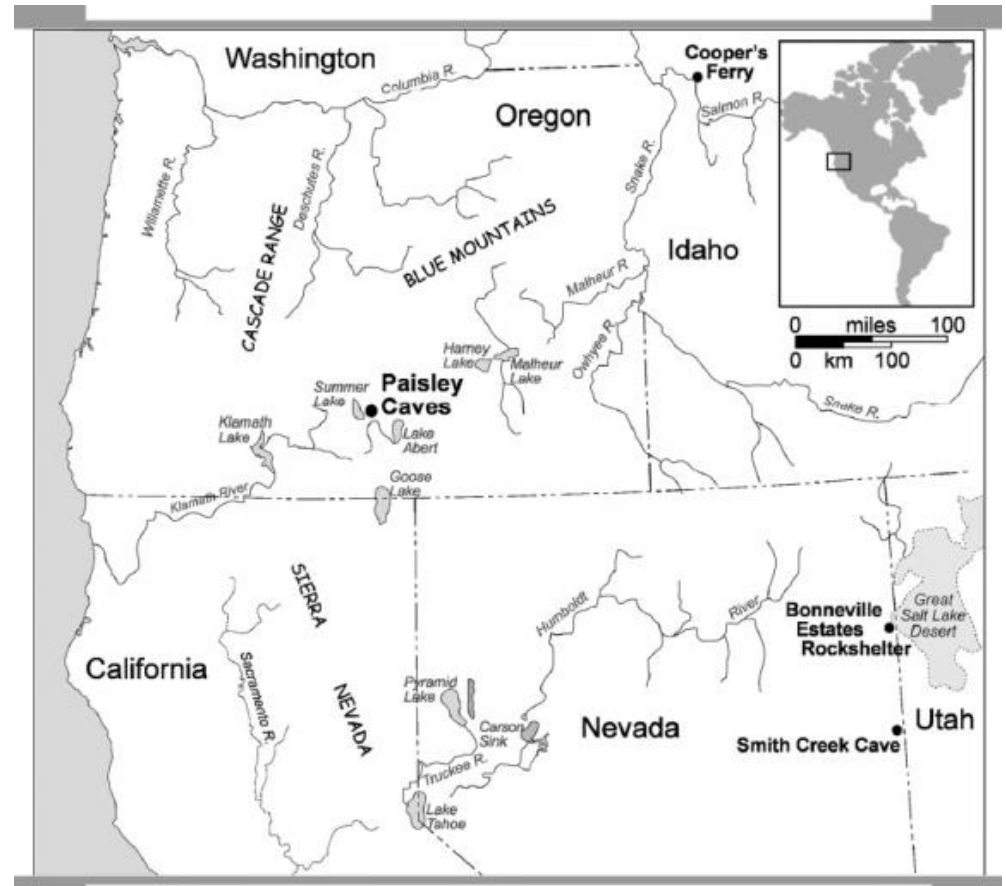 Washington
Columbia R.
Cooper's
Ferry
Salmon R.
Oregon
Willamette R.
Deschutes R.
Snake R.
CASCADE RANGE
BLUE MOUNTAINS
Idaho
Malheur R.
0 miles 100
0 km 100
Harney
Lake
Malheur
Lake
Owhyee R.
Summer
Lake
Paisley
Caves
Snake R.
Klamath
Lake
Lake
Abert
Goose
Lake
Klamath River
SIERRA
NEVADA
Humboldt
River
Bonneville
Estates
Rockshelter
Great
Salt Lake
Desert
California
Sacramento R.
Pyramid
Lake
Carson
Sink
Nevada
Utah
Smith Creek Cave
Truckee R.
Lake
Tahoe